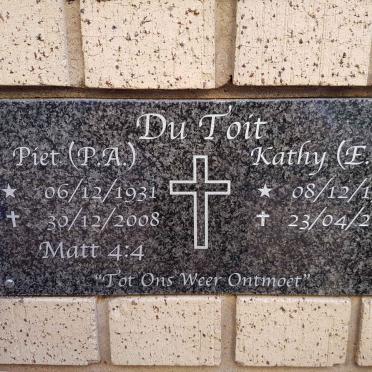 Du Toit
Piet (P.A.) Kathy (E.
06/12/1931 08/12/1
30/12/2008 23/04/2
Matt 4:4
"Tot Ons Weer Ontmoet"